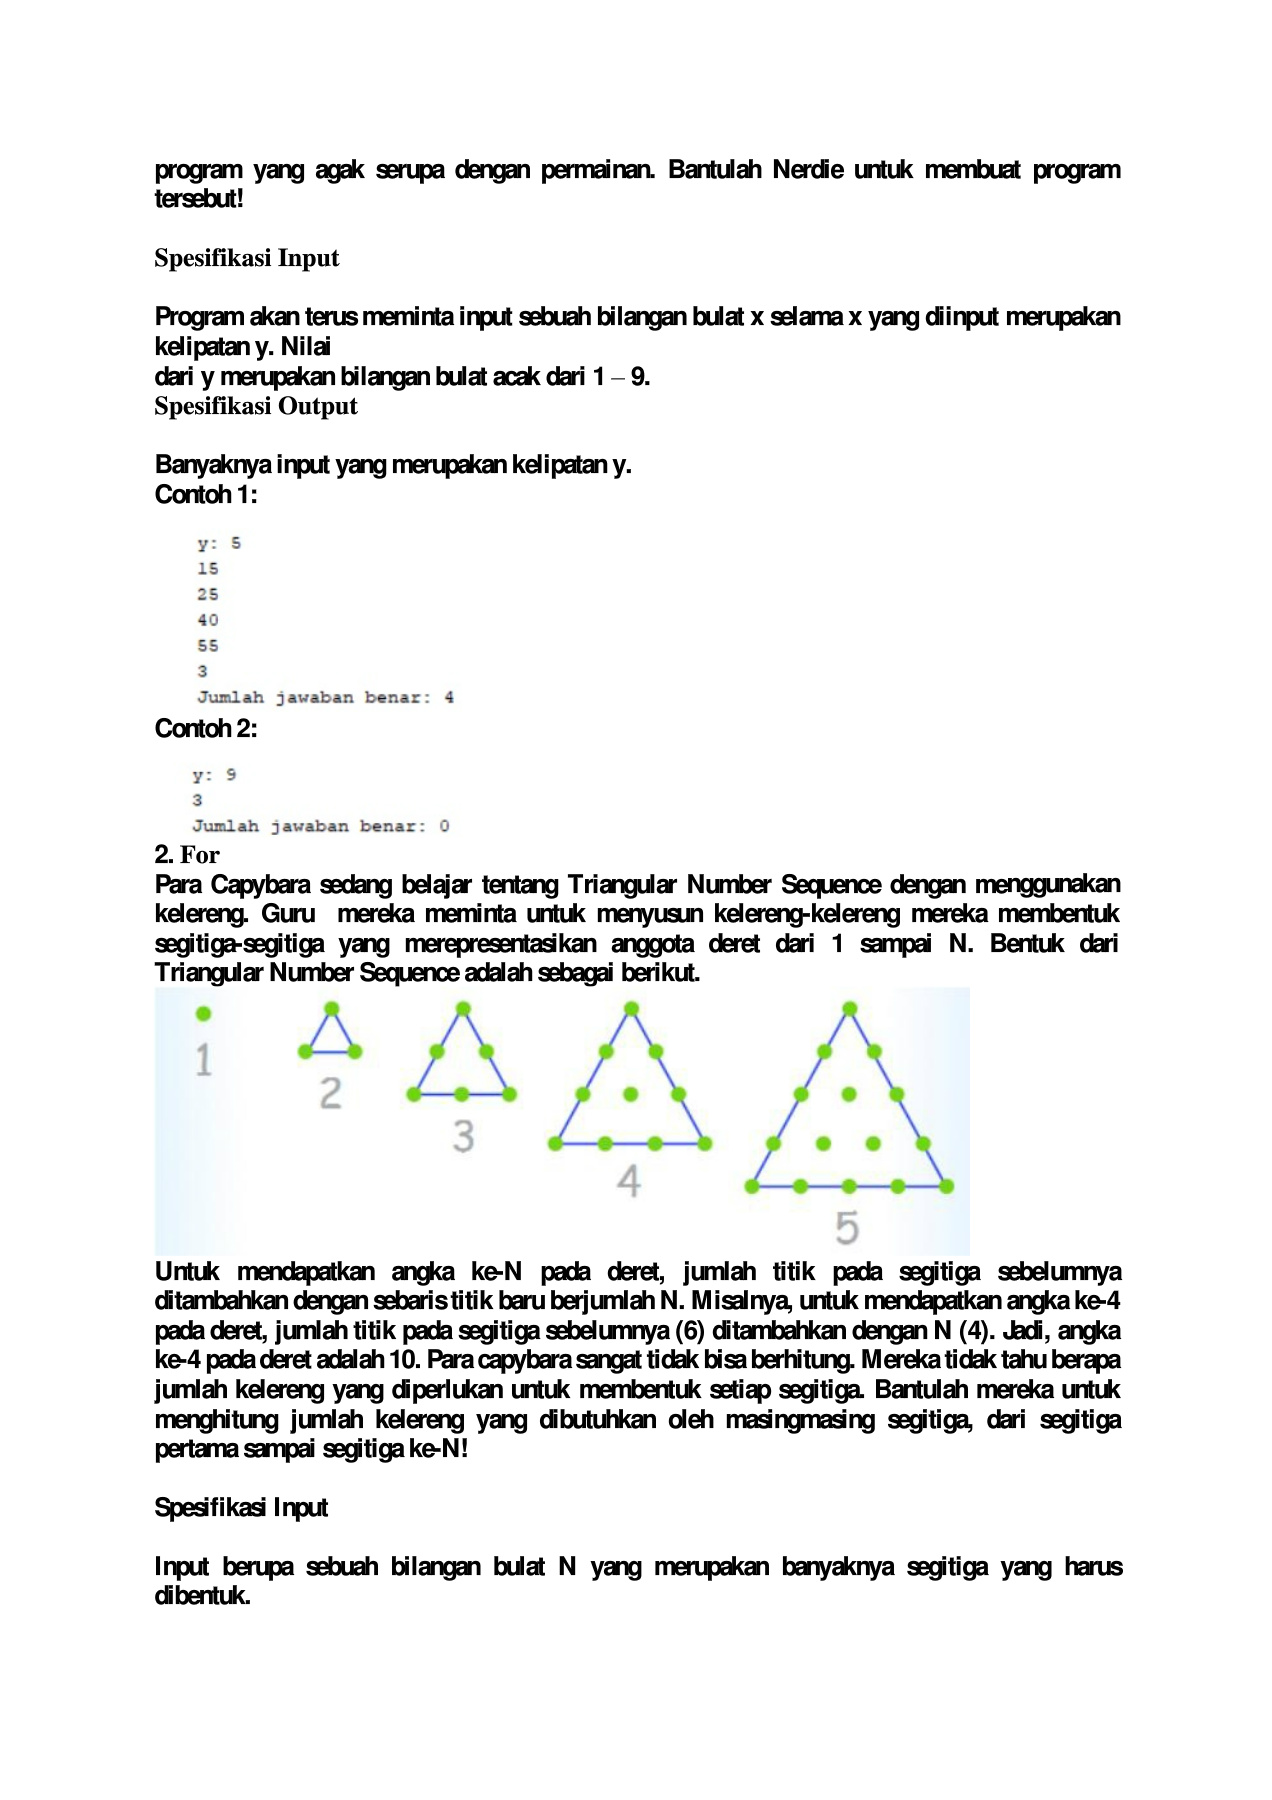 program yang agak serupa dengan permainan. Bantulah Nerdie untuk membuat program
tersebut!
Spesifikasi Input
Program akan terus meminta input sebuah bilangan bulat x selama x yang diinput merupakan
kelipatan y. Nilai
dari y merupakan bilangan bulat acak dari 1 – 9.
Spesifikasi Output
Banyaknya input yang merupakan kelipatan y.
Contoh 1:
y: 5
15
25
40
55
3
Jumlah jawaban benar: 4
Contoh 2:
y: 9
3
Jumlah jawaban benar: 0
2. For
Para Capybara sedang belajar tentang Triangular Number Sequence dengan menggunakan
kelereng. Guru mereka meminta untuk menyusun kelereng-kelereng mereka membentuk
segitiga-segitiga yang merepresentasikan anggota deret dari 1 sampai N. Bentuk dari
Triangular Number Sequence adalah sebagai berikut.
1
2
3
4
5
Untuk mendapatkan angka ke-N pada deret, jumlah titik pada segitiga sebelumnya
ditambahkan dengan sebaris titik baru berjumlah N. Misalnya, untuk mendapatkan angka ke-4
pada deret, jumlah titik pada segitiga sebelumnya (6) ditambahkan dengan N (4). Jadi, angka
ke-4 pada deret adalah 10. Para capybara sangat tidak bisa berhitung. Mereka tidak tahu berapa
jumlah kelereng yang diperlukan untuk membentuk setiap segitiga. Bantulah mereka untuk
menghitung jumlah kelereng yang dibutuhkan oleh masingmasing segitiga, dari segitiga
pertama sampai segitiga ke-N!
Spesifikasi Input
Input berupa sebuah bilangan bulat N yang merupakan banyaknya segitiga yang harus
dibentuk.